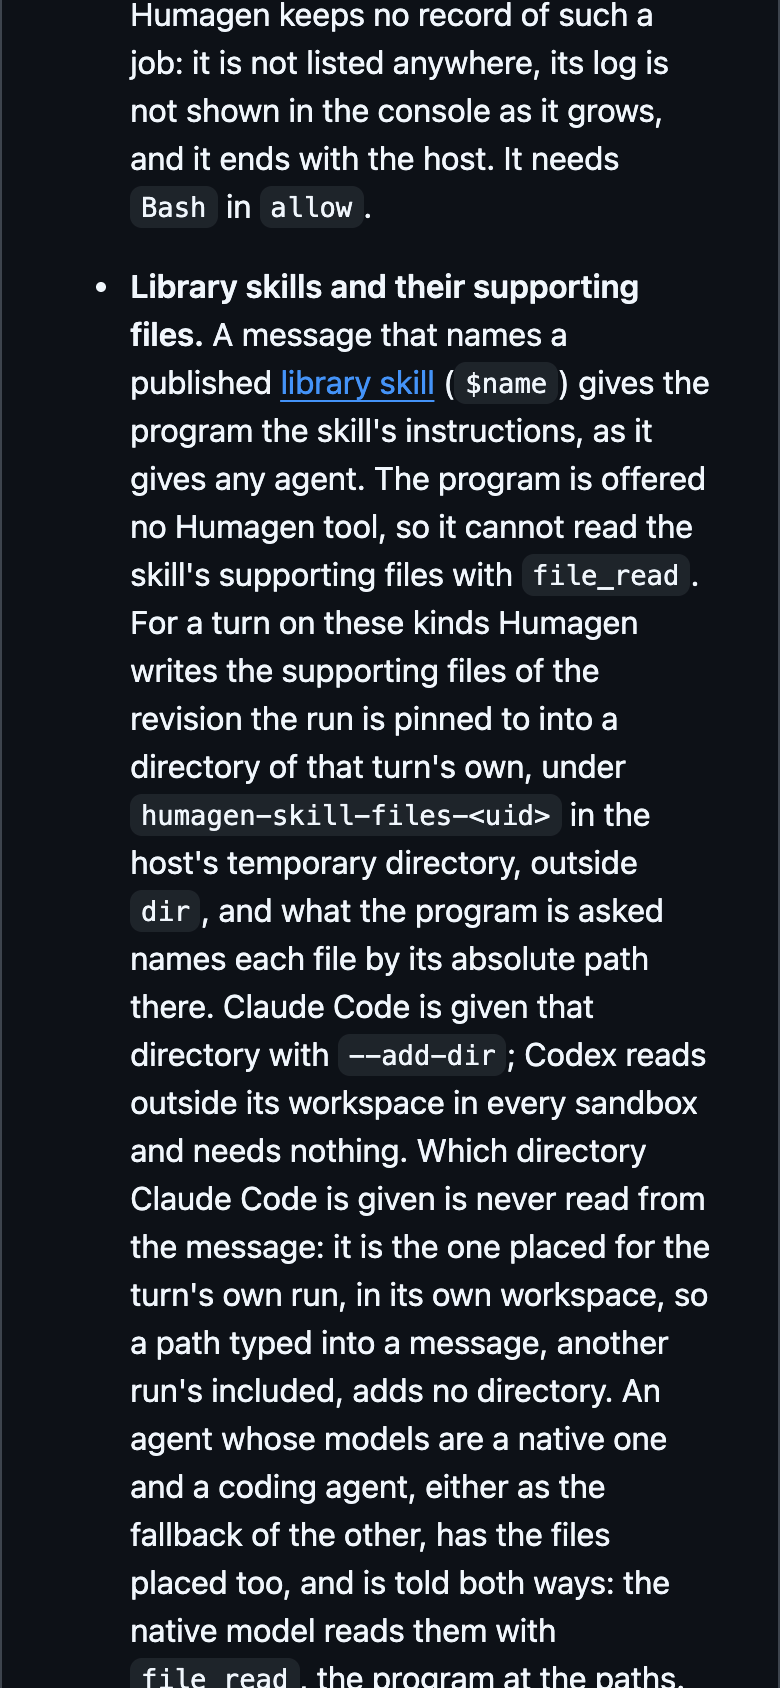 Humagen keeps no record of such a
job: it is not listed anywhere, its log is
not shown in the console as it grows,
and it ends with the host. It needs
Bash in allow.
• Library skills and their supporting
files. A message that names a
published library skill ( $name ) gives the
program the skill's instructions, as it
gives any agent. The program is offered
no Humagen tool, so it cannot read the
skill's supporting files with file_read.
For a turn on these kinds Humagen
writes the supporting files of the
revision the run is pinned to into a
directory of that turn's own, under
humagen-skill-files-<uid> in the
host's temporary directory, outside
dir, and what the program is asked
names each file by its absolute path
there. Claude Code is given that
directory with --add-dir; Codex reads
outside its workspace in every sandbox
and needs nothing. Which directory
Claude Code is given is never read from
the message: it is the one placed for the
turn's own run, in its own workspace, so
a path typed into a message, another
run's included, adds no directory. An
agent whose models are a native one
and a coding agent, either as the
fallback of the other, has the files
placed too, and is told both ways: the
native model reads them with
file_read, the program at the paths.